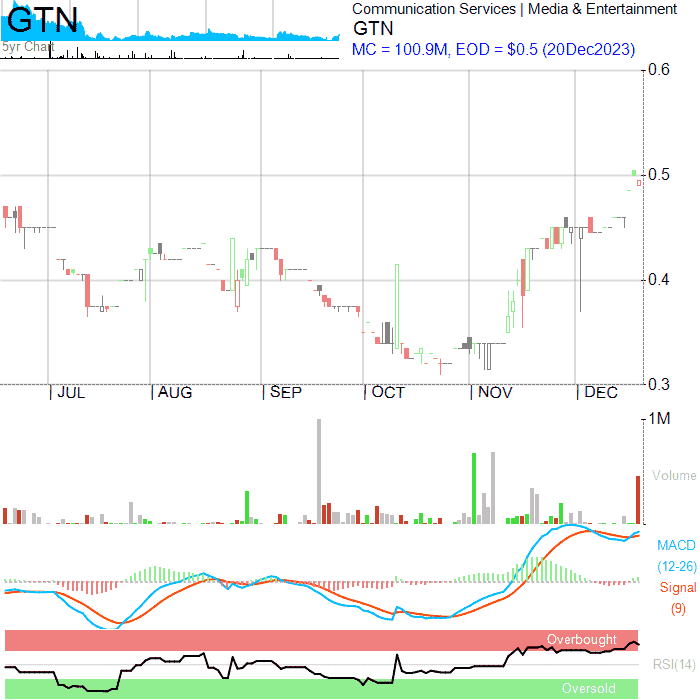 GTN
5yr Chart
Communication Services | Media & Entertainment
GTN
MC = 100.9M, EOD = $0.5 (20Dec2023)
0.6
0.5
0.4
0.3
JUL AUG SEP OCT NOV DEC
1M
Volume
MACD
(12-26)
Signal
(9)
Overbought
RSI(14)
Oversold